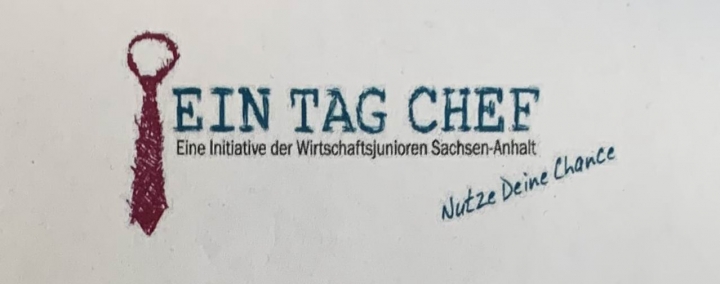 EIN TAG CHEF
Eine Initiative der Wirtschaftsjunioren Sachsen-Anhalt
Nutze Deine Chance